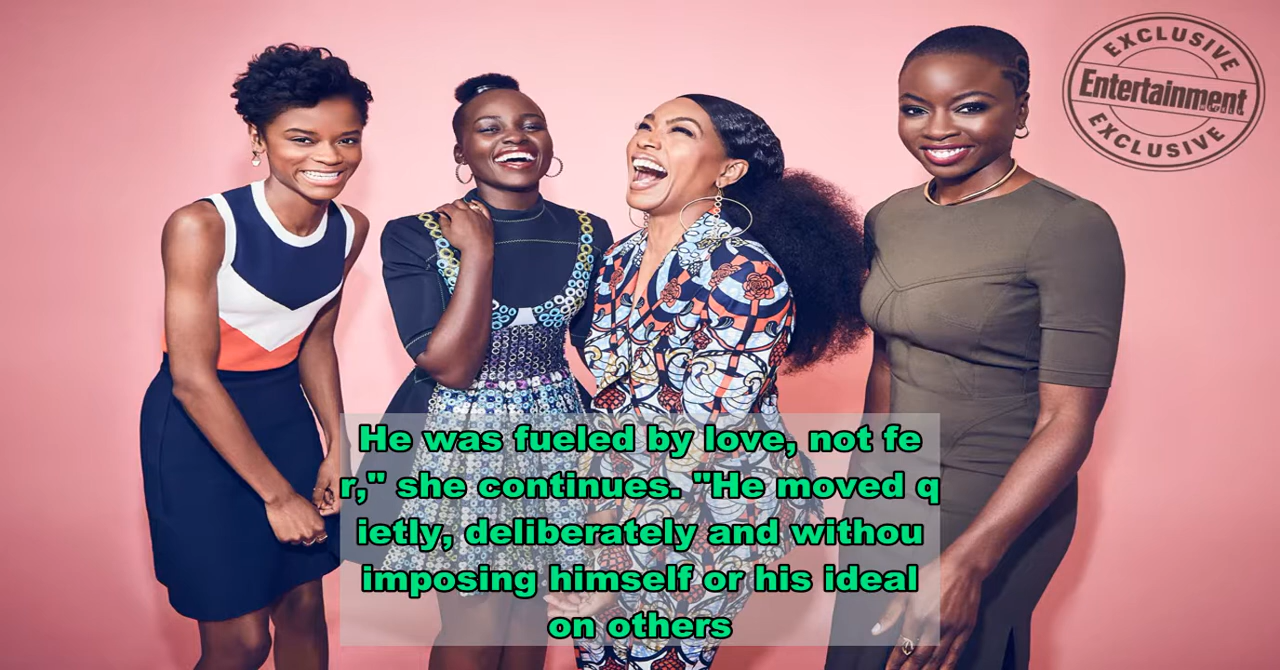 EXCLUSIVE
Entertainment
EXCLUSIVE
He was fueled by love, not fe
r," she continues. "He moved q
ietly, deliberately and withou
imposing himself or his ideal
on others